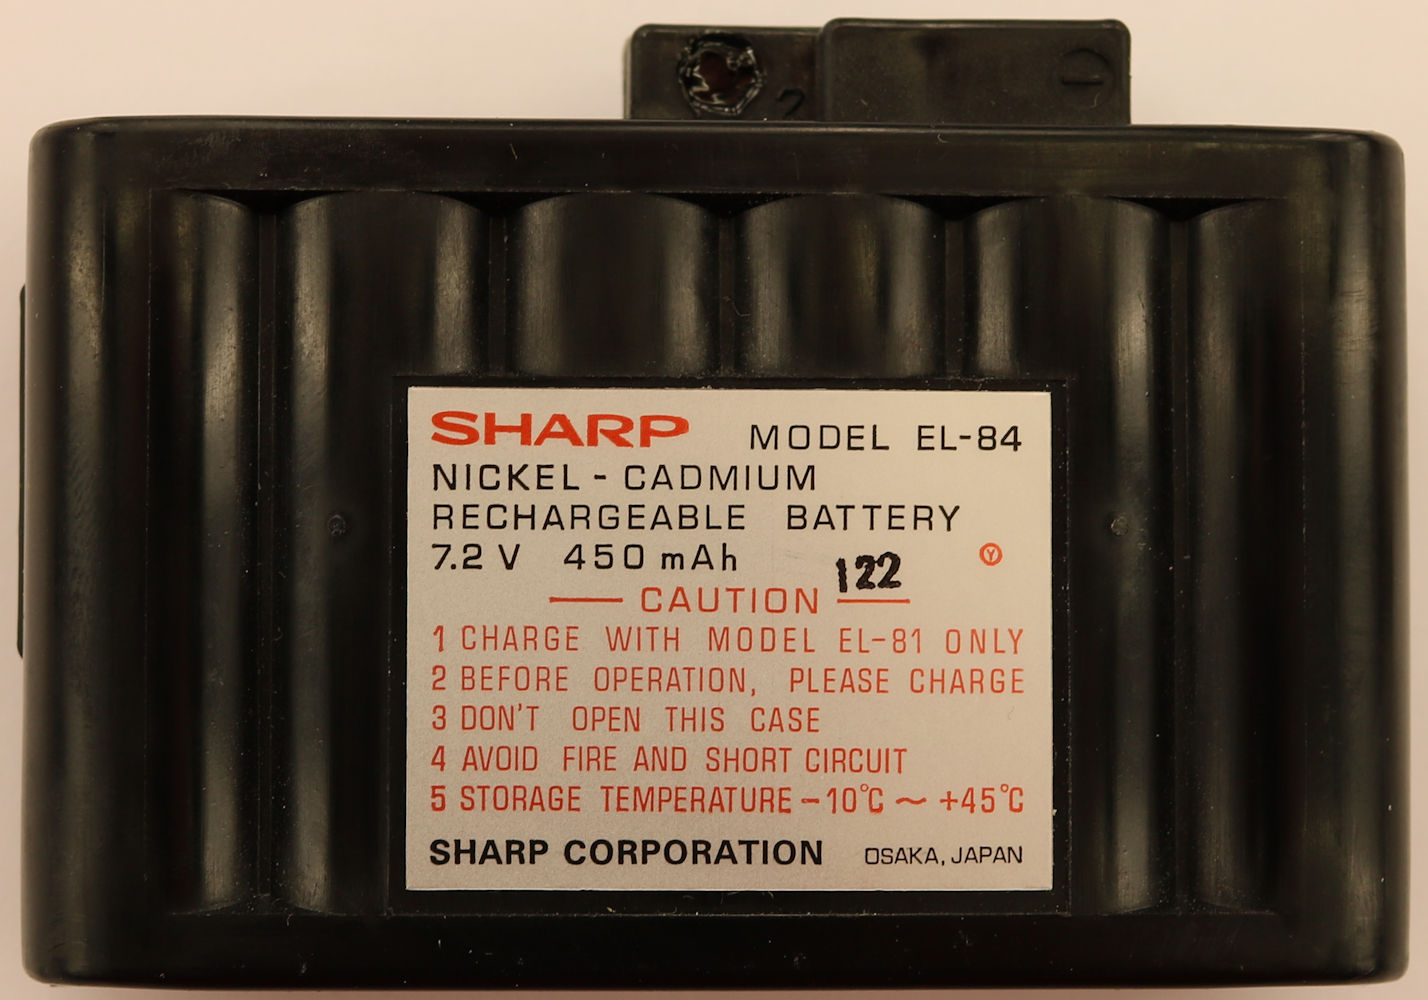 2
SHARP MODEL EL-84
NICKEL-CADMIUM
RECHARGEABLE BATTERY
7.2 V 450 mAh
122
Y
CAUTION
1 CHARGE WITH MODEL EL-81 ONLY
2 BEFORE OPERATION, PLEASE CHARGE
3 DON'T OPEN THIS CASE
4 AVOID FIRE AND SHORT CIRCUIT
5 STORAGE TEMPERATURE -10℃ ~ +45℃
SHARP CORPORATION OSAKA, JAPAN